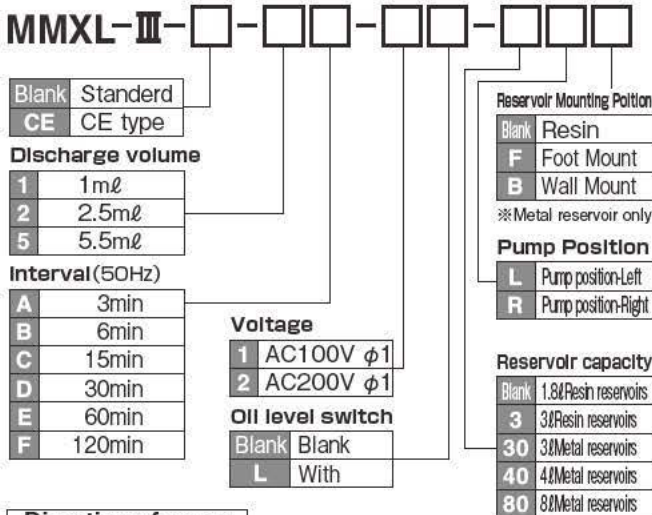 MMXL-Ⅲ-□-□□-□□-□□□
Blank Standerd
CE CE type
Discharge volume
1 1mℓ
2 2.5mℓ
5 5.5mℓ
Interval(50Hz)
A 3min
B 6min
C 15min
D 30min
E 60min
F 120min
Voltage
1 AC100V φ1
2 AC200V φ1
Oil level switch
Blank Blank
L With
Reservoir Mounting Poition
Blank Resin
F Foot Mount
B Wall Mount
※Metal reservoir only
Pump Position
L Pump position-Left
R Pump position-Right
Reservoir capacity
Blank 1.8ℓResin reservoirs
3 3ℓResin reservoirs
30 3ℓMetal reservoirs
40 4ℓMetal reservoirs
80 8ℓMetal reservoirs